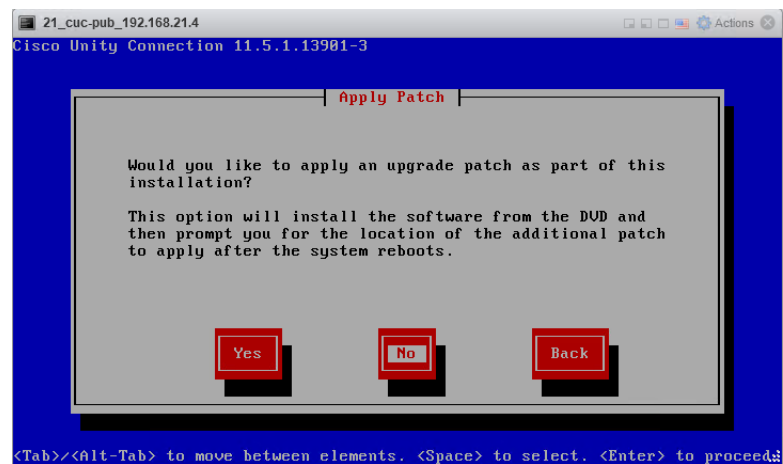 21_cuc-pub_192.168.21.4
Actions
Cisco Unity Connection 11.5.1.13901-3
Apply Patch
Would you like to apply an upgrade patch as part of this
installation?
This option will install the software from the DVD and
then prompt you for the location of the additional patch
to apply after the system reboots.
Yes
No
Back
<Tab>/<Alt-Tab> to move between elements. <Space> to select. <Enter> to proceed